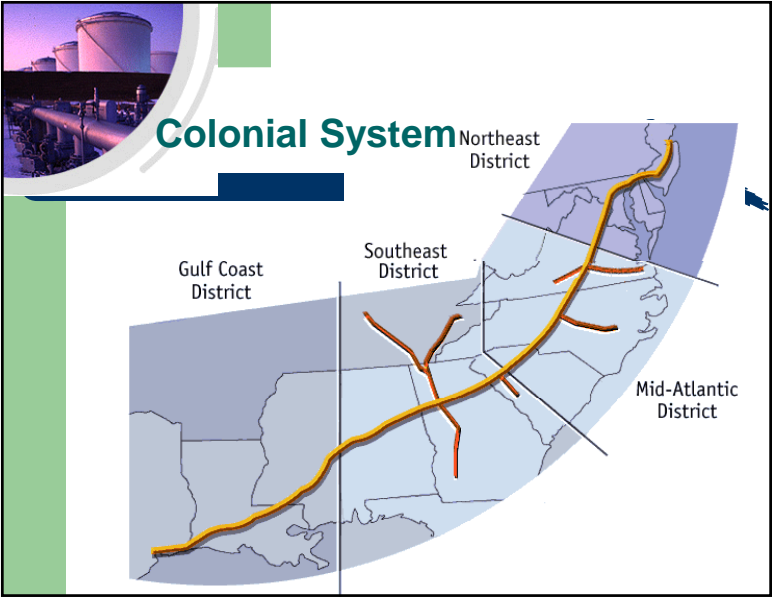 Colonial System
Northeast
District
Southeast
District
Gulf Coast
District
Mid-Atlantic
District